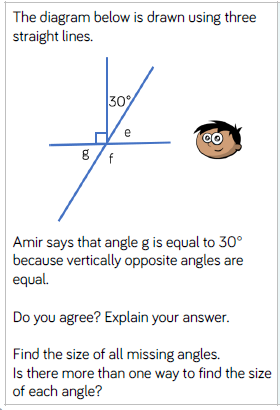 The diagram below is drawn using three
straight lines.
30°
e
g
f
Amir says that angle g is equal to 30°
because vertically opposite angles are
equal.
Do you agree? Explain your answer.
Find the size of all missing angles.
Is there more than one way to find the size
of each angle?